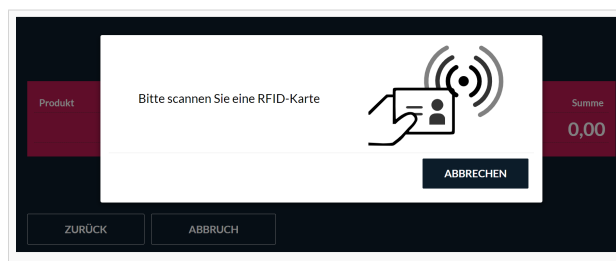 Bitte scannen Sie eine RFID-Karte
Produkt
Summe
0,00
ABBRECHEN
ZURÜCK
ABBRUCH